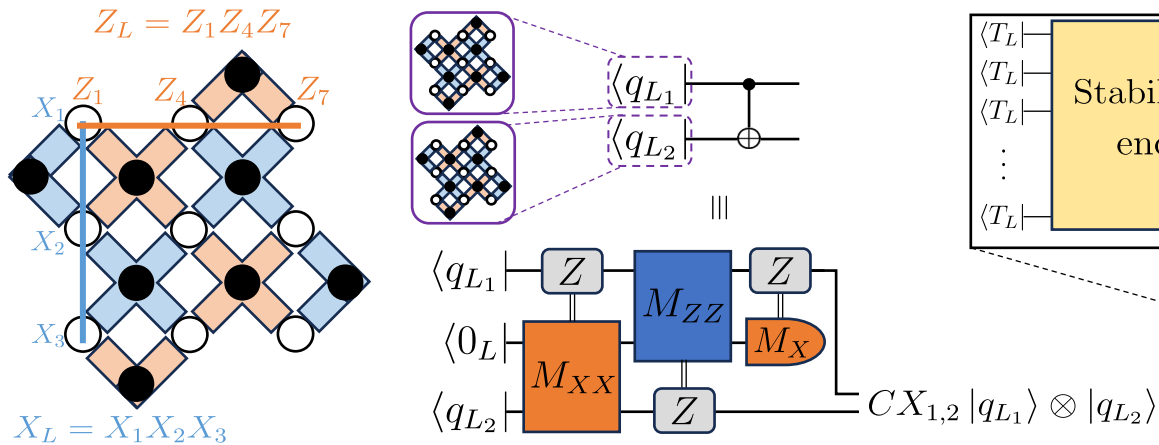 Z_L = Z_1Z_4Z_7
X_1
Z_1
Z_4
Z_7
X_2
X_3
X_L = X_1X_2X_3
⟨q_{L_1}|
⟨q_{L_2}|
⟨q_{L_1}|
Z
M_{ZZ}
Z
⟨0_L|
M_{XX}
M_X
⟨q_{L_2}|
Z
CX_{1,2} |q_{L_1}⟩ ⊗ |q_{L_2}⟩
⟨T_L|
⟨T_L|
⟨T_L|
⋮
⟨T_L|
Stabil
enc